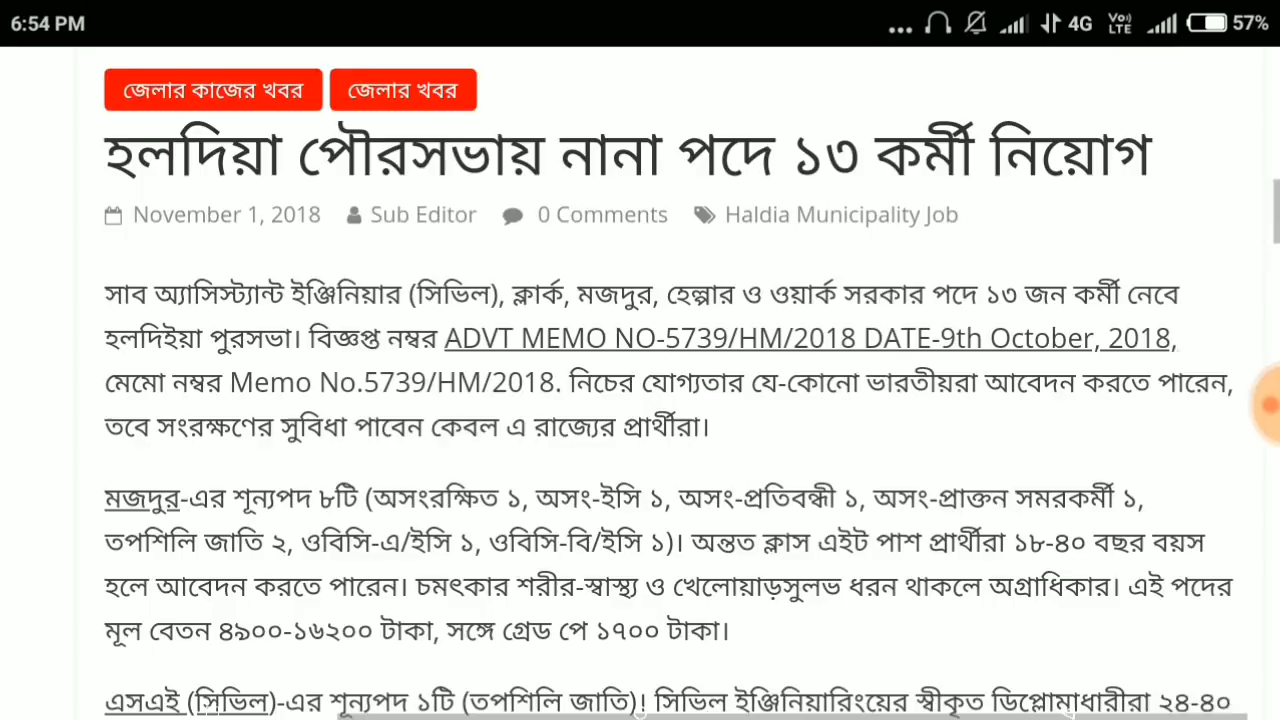 6:54 PM ... 4G Vo) LTE 57%
জেলার কাজের খবর জেলার খবর
হলদিয়া পৌরসভায় নানা পদে ১৩ কর্মী নিয়োগ
November 1, 2018 Sub Editor 0 Comments Haldia Municipality Job
সাব অ্যাসিস্ট্যান্ট ইঞ্জিনিয়ার (সিভিল), ক্লার্ক, মজদুর, হেল্পার ও ওয়ার্ক সরকার পদে ১৩ জন কর্মী নেবে
হলদিইয়া পুরসভা। বিজ্ঞপ্ত নম্বর ADVT MEMO NO-5739/HM/2018 DATE-9th October, 2018,
মেমো নম্বর Memo No.5739/HM/2018. নিচের যোগ্যতার যে-কোনো ভারতীয়রা আবেদন করতে পারেন,
তবে সংরক্ষণের সুবিধা পাবেন কেবল এ রাজ্যের প্রার্থীরা।
মজদুর-এর শূন্যপদ ৮টি (অসংরক্ষিত ১, অসং-ইসি ১, অসং-প্রতিবন্ধী ১, অসং-প্রাক্তন সমরকর্মী ১,
তপশিলি জাতি ২, ওবিসি-এ/ইসি ১, ওবিসি-বি/ইসি ১)। অন্তত ক্লাস এইট পাশ প্রার্থীরা ১৮-৪০ বছর বয়স
হলে আবেদন করতে পারেন। চমৎকার শরীর-স্বাস্থ্য ও খেলোয়াড়সুলভ ধরন থাকলে অগ্রাধিকার। এই পদের
মূল বেতন ৪৯০০-১৬২০০ টাকা, সঙ্গে গ্রেড পে ১৭০০ টাকা।
এসএই (সিভিল)-এর শূন্যপদ ১টি (তপশিলি জাতি)! সিভিল ইঞ্জিনিয়ারিংয়ের স্বীকৃত ডিপ্লোমাধারীরা ২৪-৪০